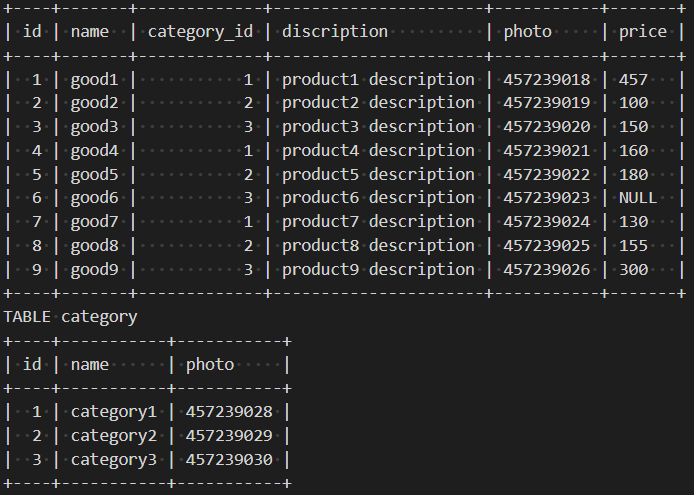 +----+-------+-------------+----------------------+-----------+-------+
| id | name  | category_id | discription          | photo     | price |
+----+-------+-------------+----------------------+-----------+-------+
|  1 | good1 |           1 | product1 description | 457239018 | 457   |
|  2 | good2 |           2 | product2 description | 457239019 | 100   |
|  3 | good3 |           3 | product3 description | 457239020 | 150   |
|  4 | good4 |           1 | product4 description | 457239021 | 160   |
|  5 | good5 |           2 | product5 description | 457239022 | 180   |
|  6 | good6 |           3 | product6 description | 457239023 | NULL  |
|  7 | good7 |           1 | product7 description | 457239024 | 130   |
|  8 | good8 |           2 | product8 description | 457239025 | 155   |
|  9 | good9 |           3 | product9 description | 457239026 | 300   |
+----+-------+-------------+----------------------+-----------+-------+
TABLE category
+----+-----------+-----------+
| id | name      | photo     |
+----+-----------+-----------+
|  1 | category1 | 457239028 |
|  2 | category2 | 457239029 |
|  3 | category3 | 457239030 |
+----+-----------+-----------+